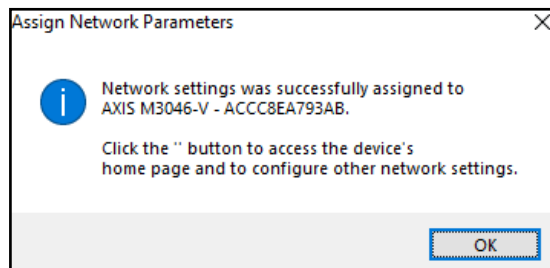 Assign Network Parameters
Network settings was successfully assigned to
AXIS M3046-V - ACCC8EA793AB.
Click the '' button to access the device's
home page and to configure other network settings.
OK